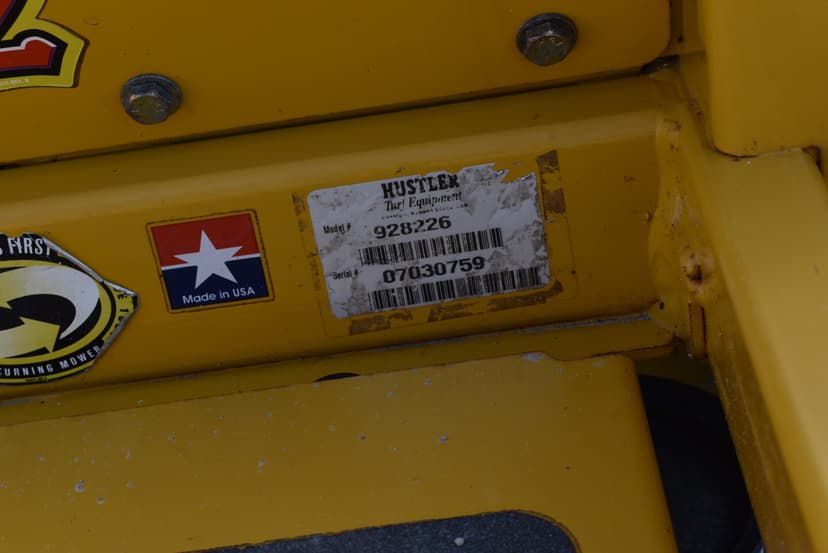 HUSTLER
Turf Equipment
Model # 928226
Serial # 07030759
Made in USA
FIRST
TURNING MOWER